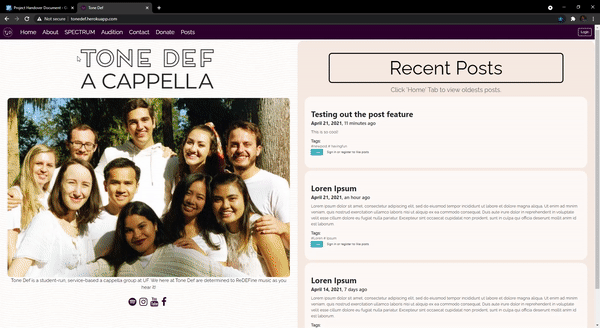 Project Handover Document - G
Tone Def
Not secure | tonedef.herokuapp.com
Home About SPECTRUM Audition Contact Donate Posts
Login
TONE DEF
A CAPPELLA
Tone Def is a student-run, service-based a cappella group at UF. We here at Tone Def are determined to ReDEFine music as you
hear it!
Recent Posts
Click 'Home' Tab to view oldests posts.
Testing out the post feature
April 21, 2021, 11 minutes ago
This is so cool!
Tags:
Sign in or register to like posts
Loren Ipsum
April 21, 2021, an hour ago
Lorem ipsum dolor sit amet, consectetur adipiscing elit, sed do eiusmod tempor incididunt ut labore et dolore magna aliqua. Ut enim ad minim
veniam, quis nostrud exercitation ullamco laboris nisi ut aliquip ex ea commodo consequat. Duis aute irure dolor in reprehenderit in voluptate
velit esse cillum dolore eu fugiat nulla pariatur. Excepteur sint occaecat cupidatat non proident, sunt in culpa qui officia deserunt mollit anim id
est laborum.
Tags:
Sign in or register to like posts
Loren Ipsum
April 14, 2021, 7 days ago
Lorem ipsum dolor sit amet, consectetur adipiscing elit, sed do eiusmod tempor incididunt ut labore et dolore magna aliqua. Ut enim ad minim
veniam, quis nostrud exercitation ullamco laboris nisi ut aliquip ex ea commodo consequat. Duis aute irure dolor in reprehenderit in voluptate
velit esse cillum dolore eu fugiat nulla pariatur. Excepteur sint occaecat cupidatat non proident, sunt in culpa qui officia deserunt mollit anim id
est laborum.
Tags: